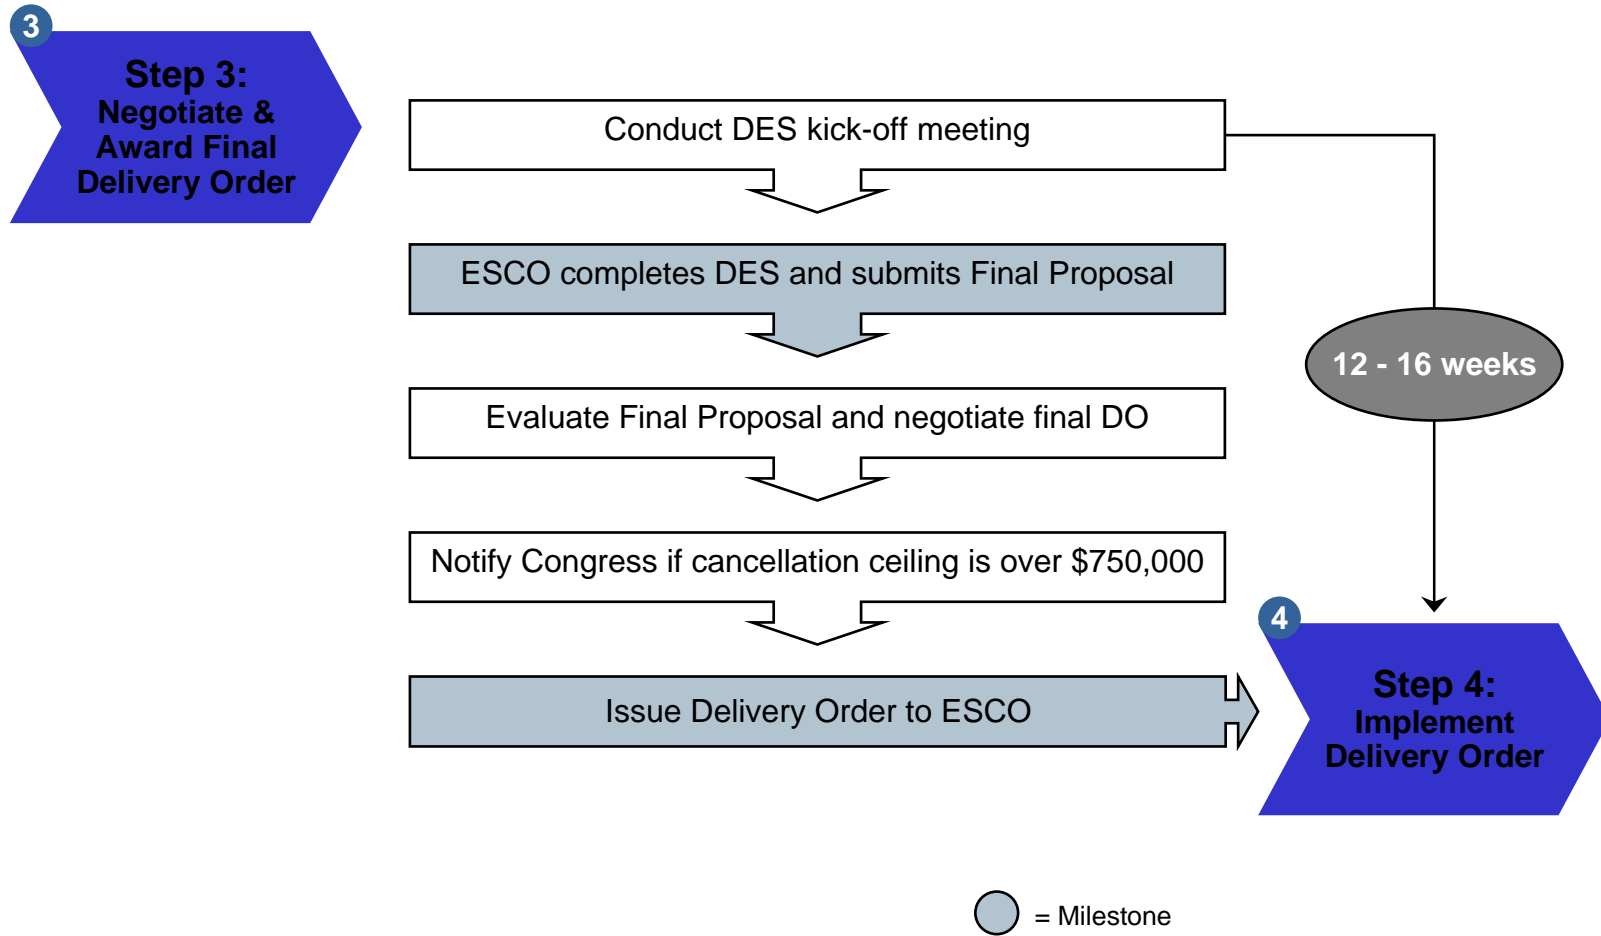 3
Step 3:
Negotiate &
Award Final
Delivery Order
Conduct DES kick-off meeting
ESCO completes DES and submits Final Proposal
12 - 16 weeks
Evaluate Final Proposal and negotiate final DO
Notify Congress if cancellation ceiling is over $750,000
Issue Delivery Order to ESCO
4
Step 4:
Implement
Delivery Order
= Milestone